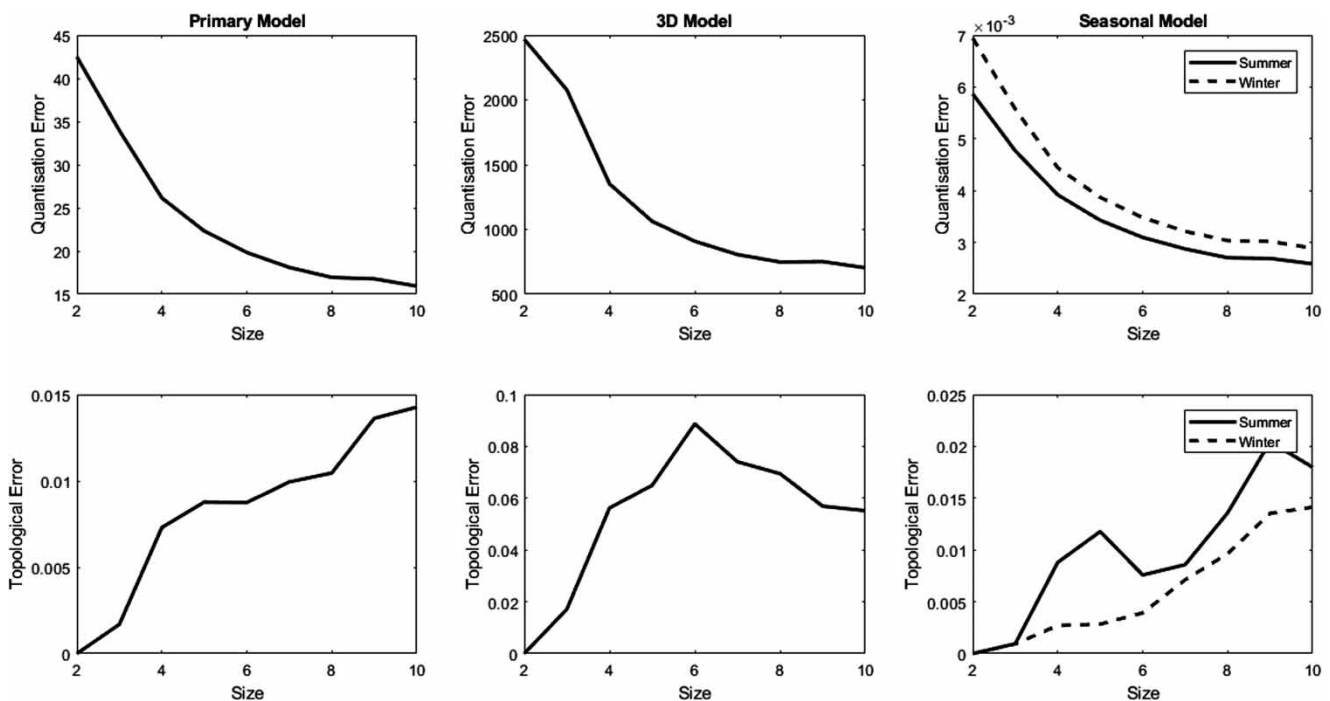 Primary Model
45
40
35
30
25
20
15
Quantisation Error
2 4 6 8 10
Size
3D Model
2500
2000
1500
1000
500
Quantisation Error
2 4 6 8 10
Size
Seasonal Model
×10⁻³
7
6
5
4
3
2
Quantisation Error
Summer
Winter
2 4 6 8 10
Size
0.015
0.01
0.005
0
Topological Error
2 4 6 8 10
Size
0.1
0.08
0.06
0.04
0.02
0
Topological Error
2 4 6 8 10
Size
0.025
0.02
0.015
0.01
0.005
0
Topological Error
Summer
Winter
2 4 6 8 10
Size